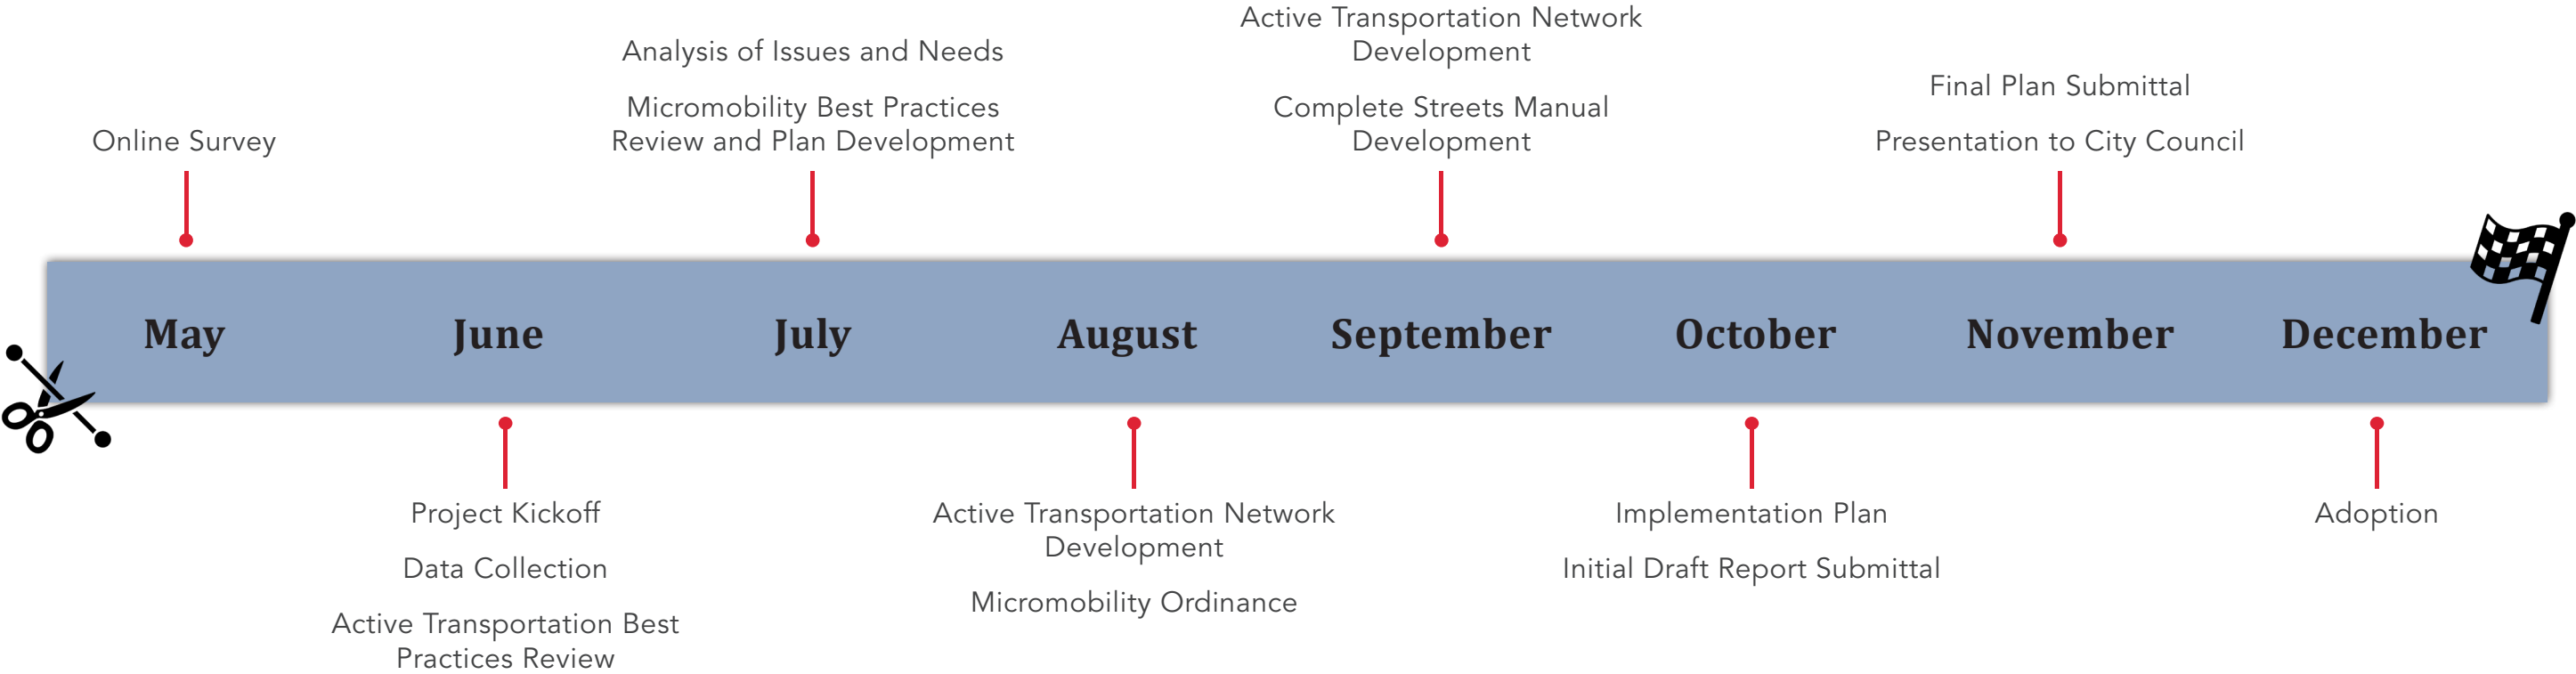 Active Transportation Network
Development
Complete Streets Manual
Development
Analysis of Issues and Needs
Micromobility Best Practices
Review and Plan Development
Final Plan Submittal
Presentation to City Council
Online Survey
May
June
July
August
September
October
November
December
Project Kickoff
Data Collection
Active Transportation Best
Practices Review
Active Transportation Network
Development
Micromobility Ordinance
Implementation Plan
Initial Draft Report Submittal
Adoption